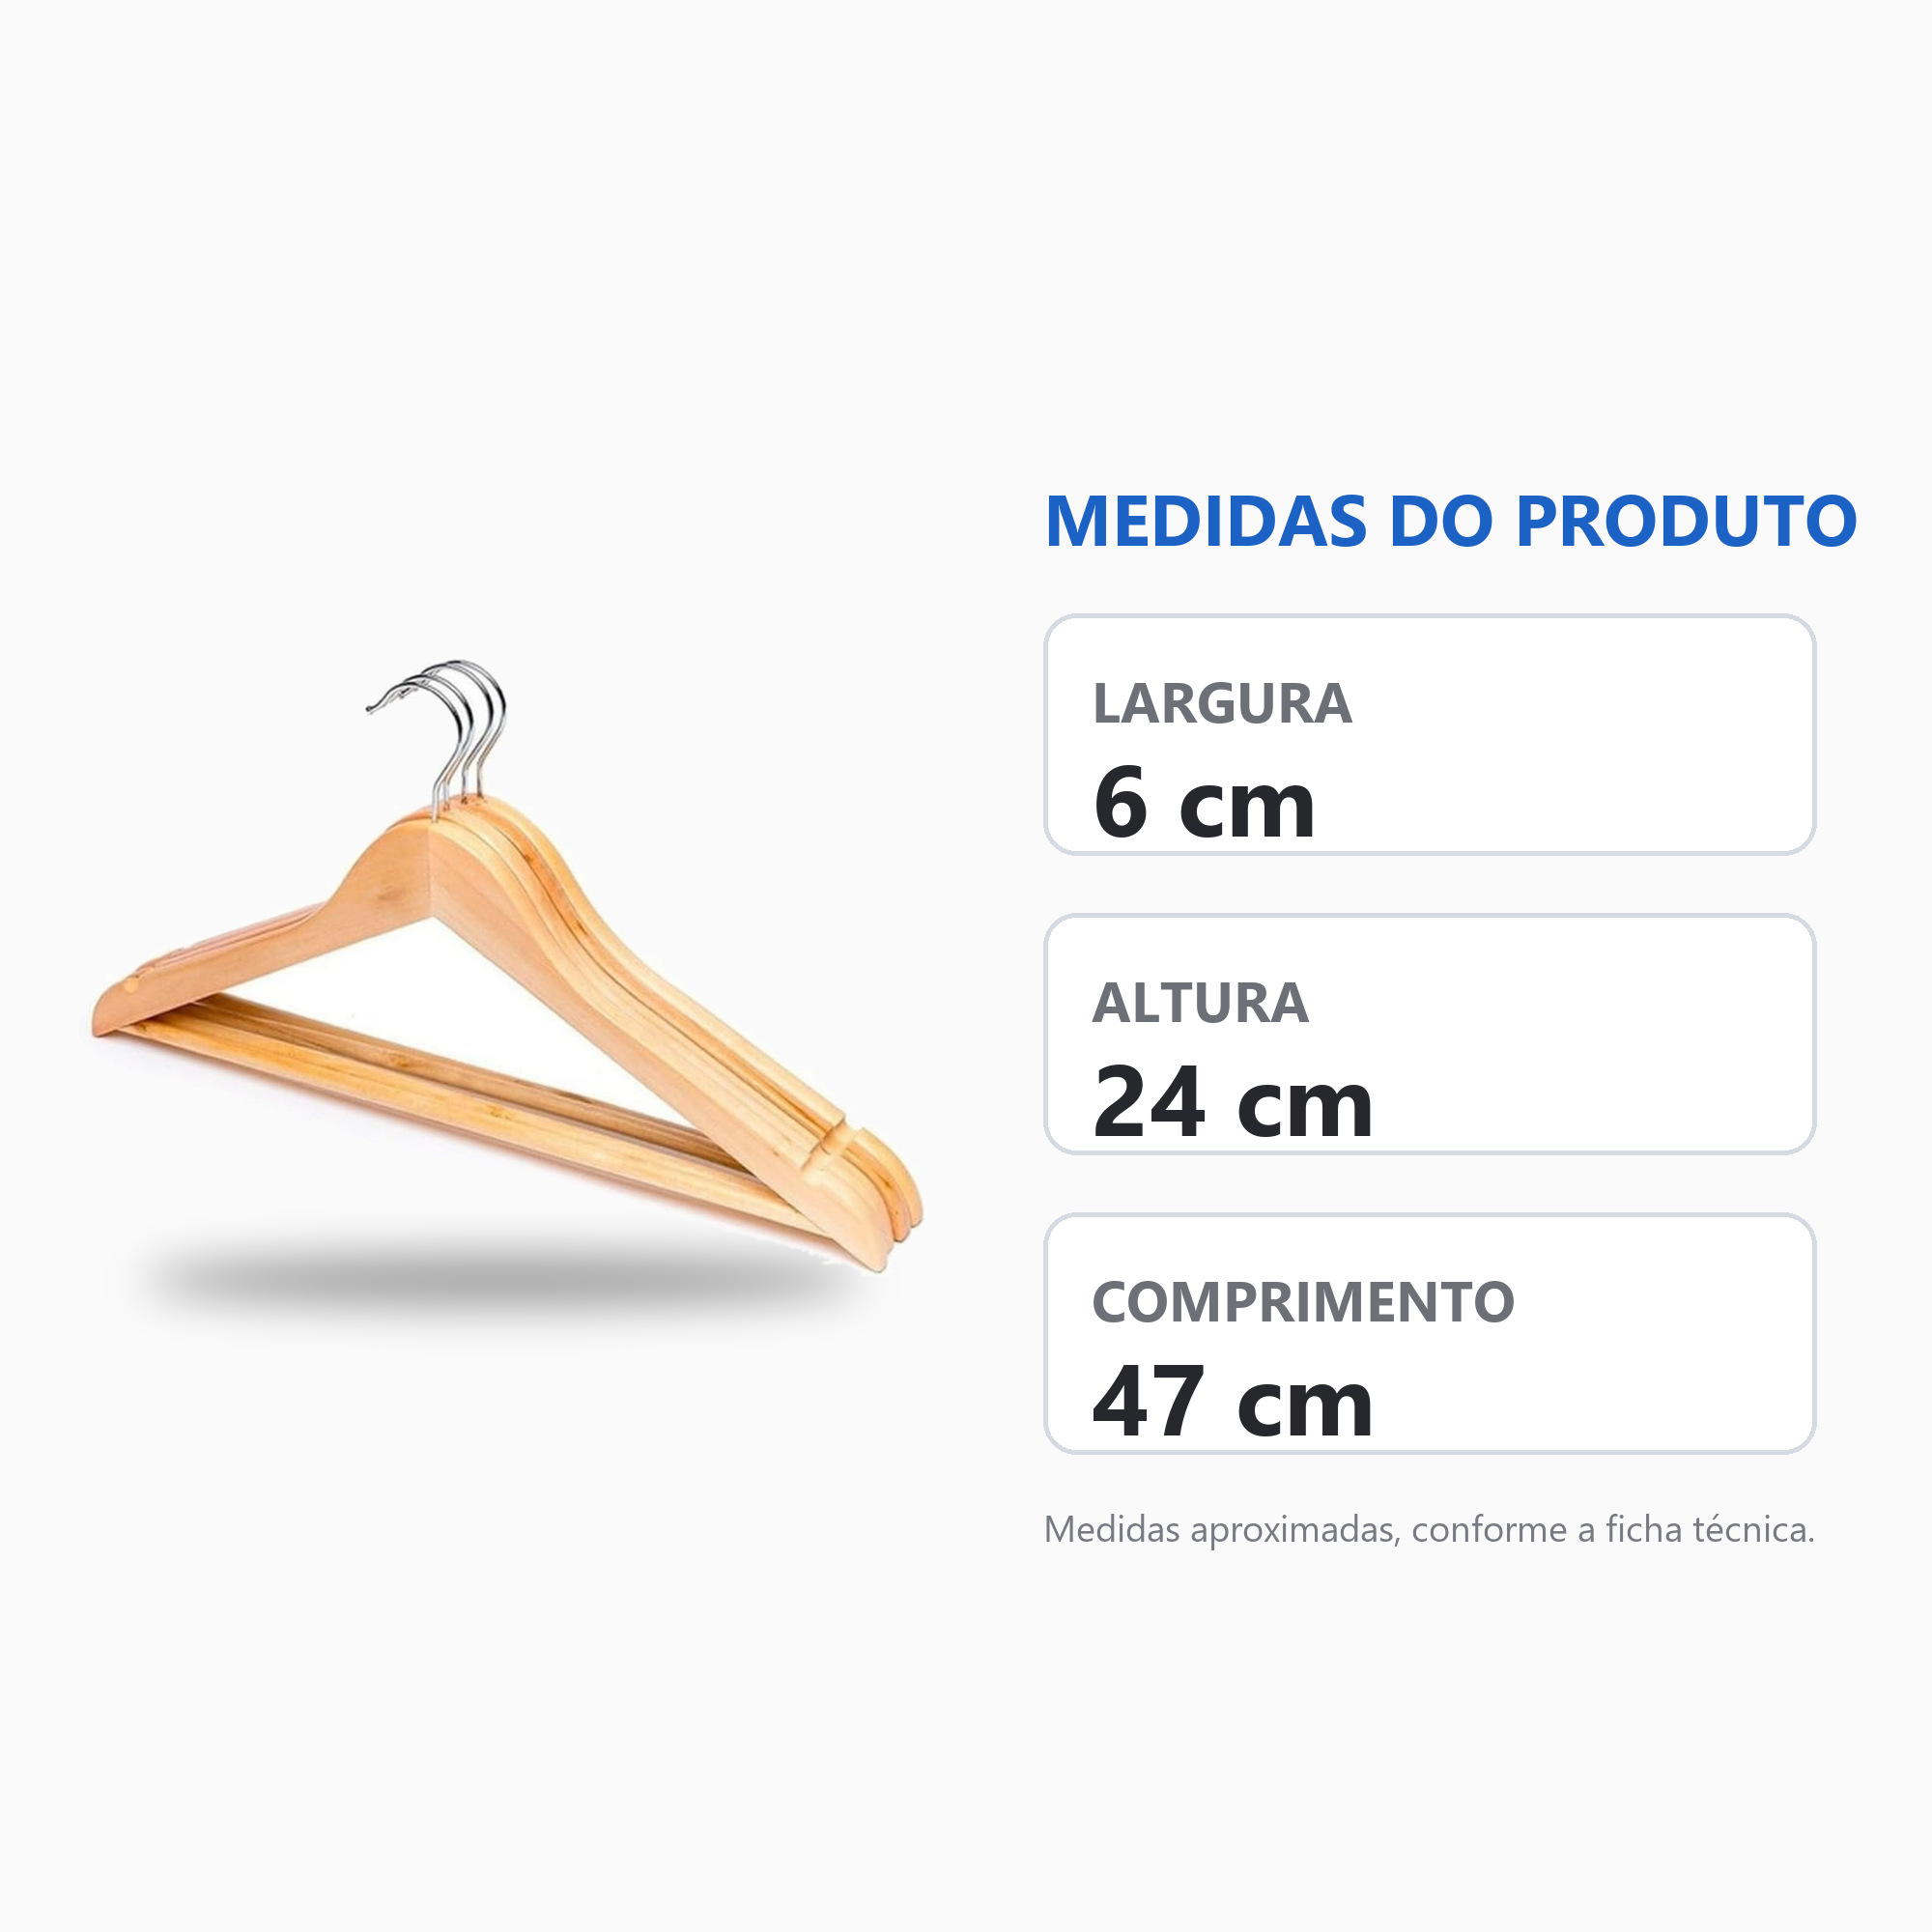 MEDIDAS DO PRODUTO
LARGURA
6 cm
ALTURA
24 cm
COMPRIMENTO
47 cm
Medidas aproximadas, conforme a ficha técnica.